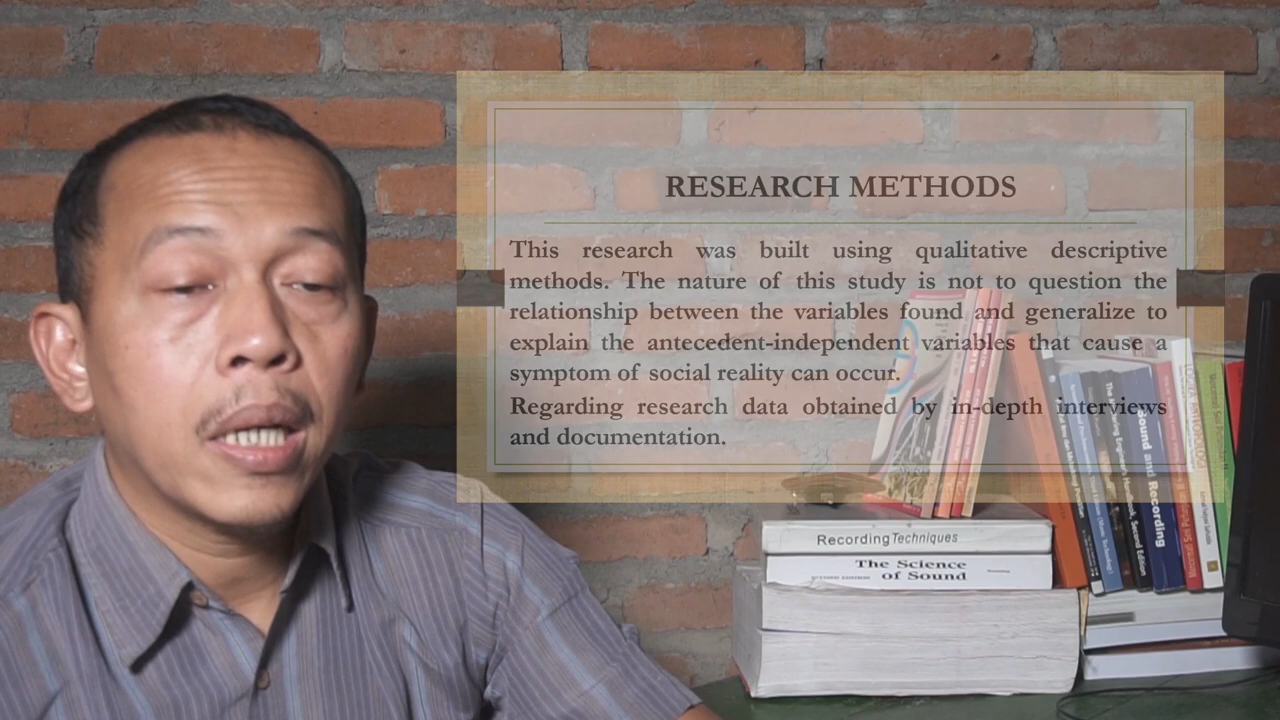 RESEARCH METHODS
This research was built using qualitative descriptive
methods. The nature of this study is not to question the
relationship between the variables found and generalize to
explain the antecedent-independent variables that cause a
symptom of social reality can occur.
Regarding research data obtained by in-depth interviews
and documentation.
Recording Techniques
The Science
of Sound
Handbook, Second Edition
Sound and Recording